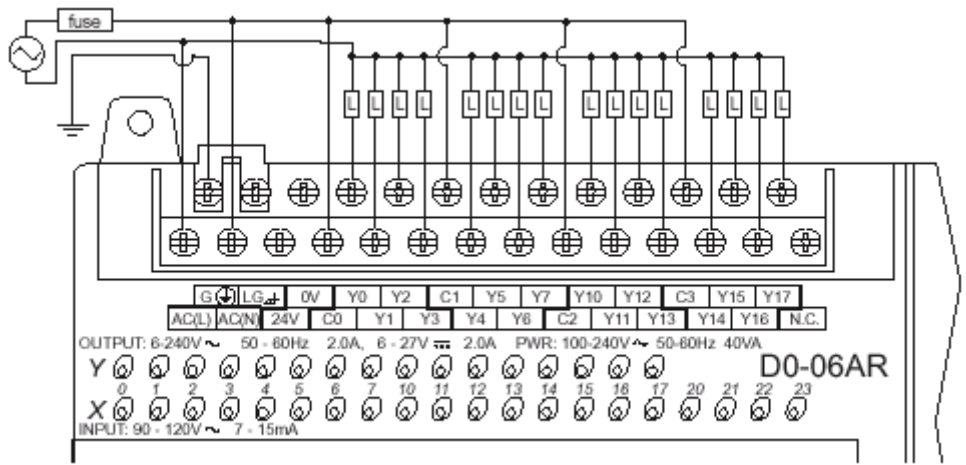 fuse
L L L L L L L L L L L L L L L L
G LG 0V Y0 Y2 C1 Y5 Y7 Y10 Y12 C3 Y15 Y17
AC(L) AC(N) 24V C0 Y1 Y3 Y4 Y6 C2 Y11 Y13 Y14 Y16 N.C.
OUTPUT: 6-240V ∿ 50 - 60Hz 2.0A, 6 - 27V ⎓ 2.0A PWR: 100-240V ∿ 50-60Hz 40VA
Y D0-06AR
0 1 2 3 4 5 6 7 10 11 12 13 14 15 16 17 20 21 22 23
X
INPUT: 90 - 120V ∿ 7 - 15mA